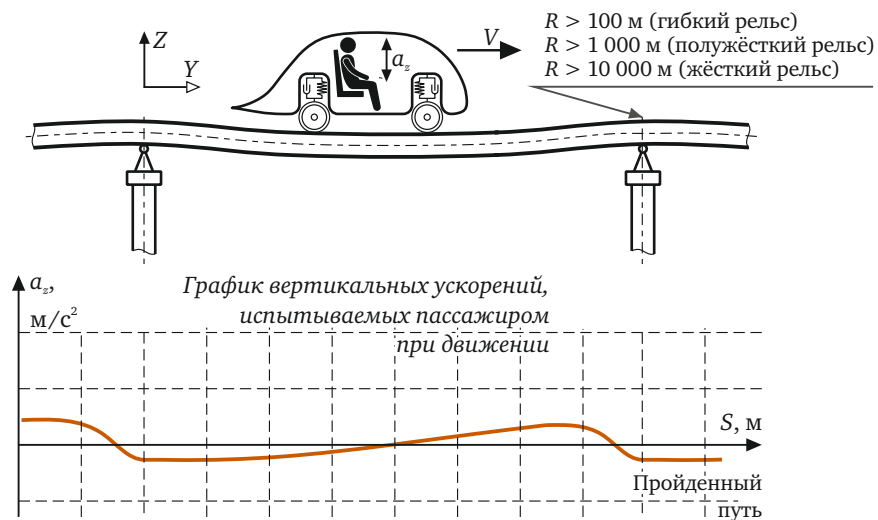 Z
Y
a_z
V
R > 100 м (гибкий рельс)
R > 1 000 м (полужёсткий рельс)
R > 10 000 м (жёсткий рельс)
a_z,
м/с²
График вертикальных ускорений,
испытываемых пассажиром
при движении
S, м
Пройденный
путь